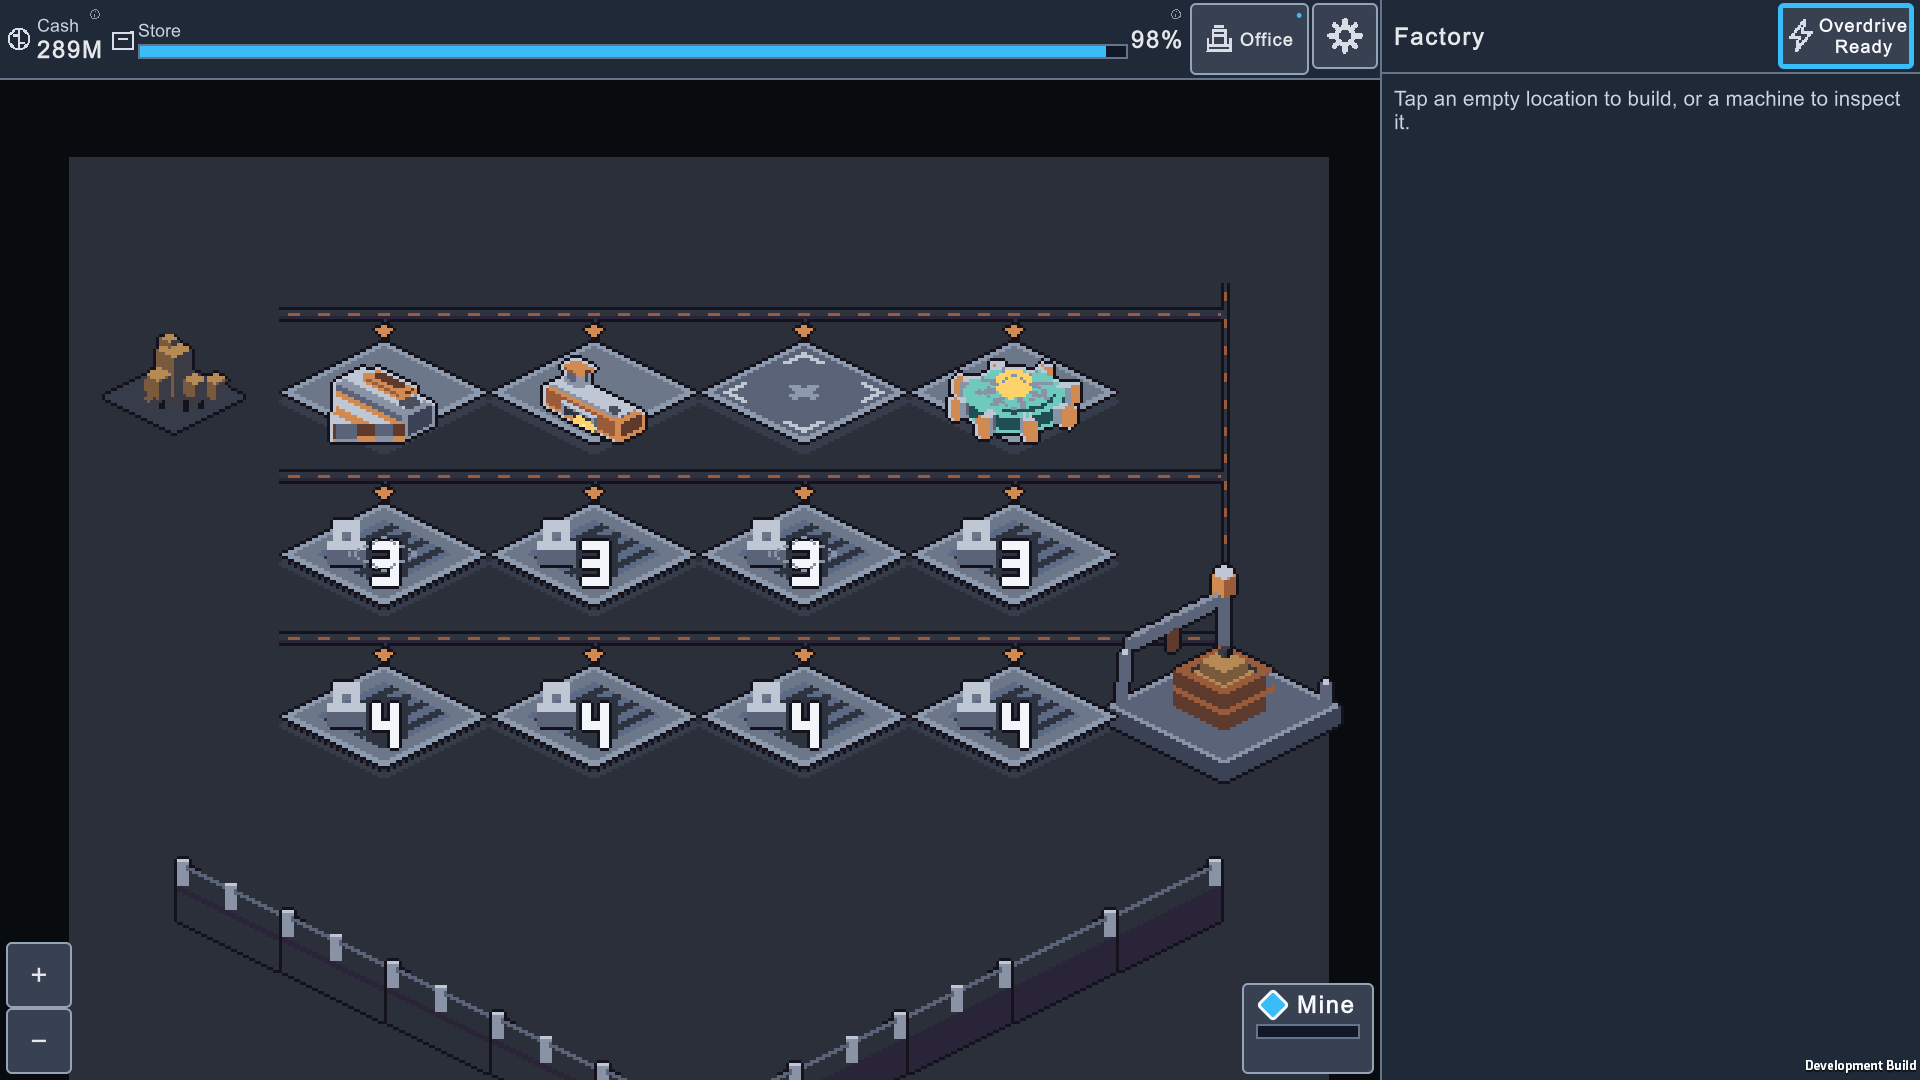 Cash
289M
Store
98%
Office
Factory
Overdrive
Ready
Tap an empty location to build, or a machine to inspect
it.
3
3
3
3
4
4
4
4
+
−
Mine
Development Build